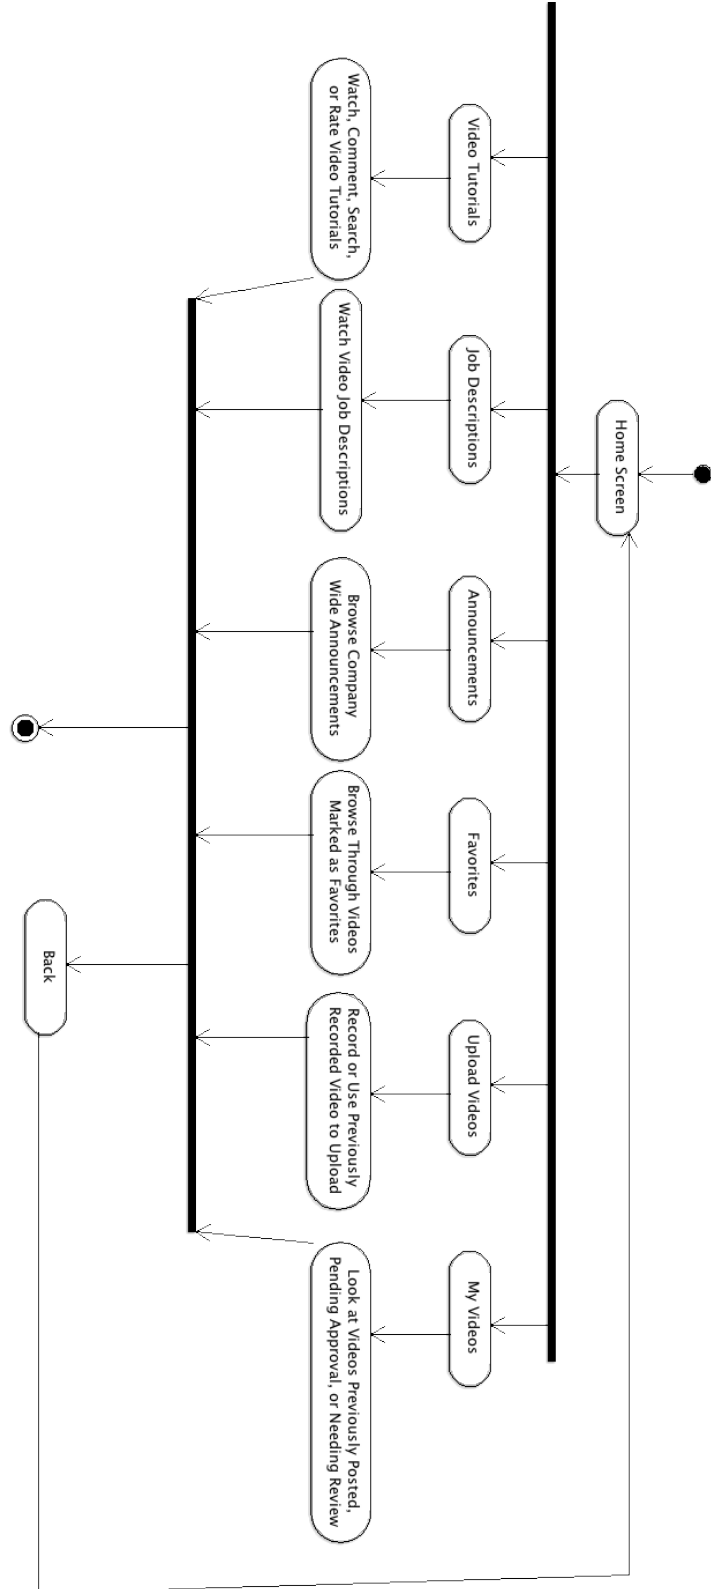 Home Screen
Video Tutorials
Job Descriptions
Announcements
Favorites
Upload Videos
My Videos
Watch, Comment, Search,
or Rate Video Tutorials
Watch Video Job Descriptions
Browse Company
Wide Announcements
Browse Through Videos
Marked as Favorites
Record or Use Previously
Recorded Video to Upload
Look at Videos Previously Posted,
Pending Approval, or Needing Review
Back